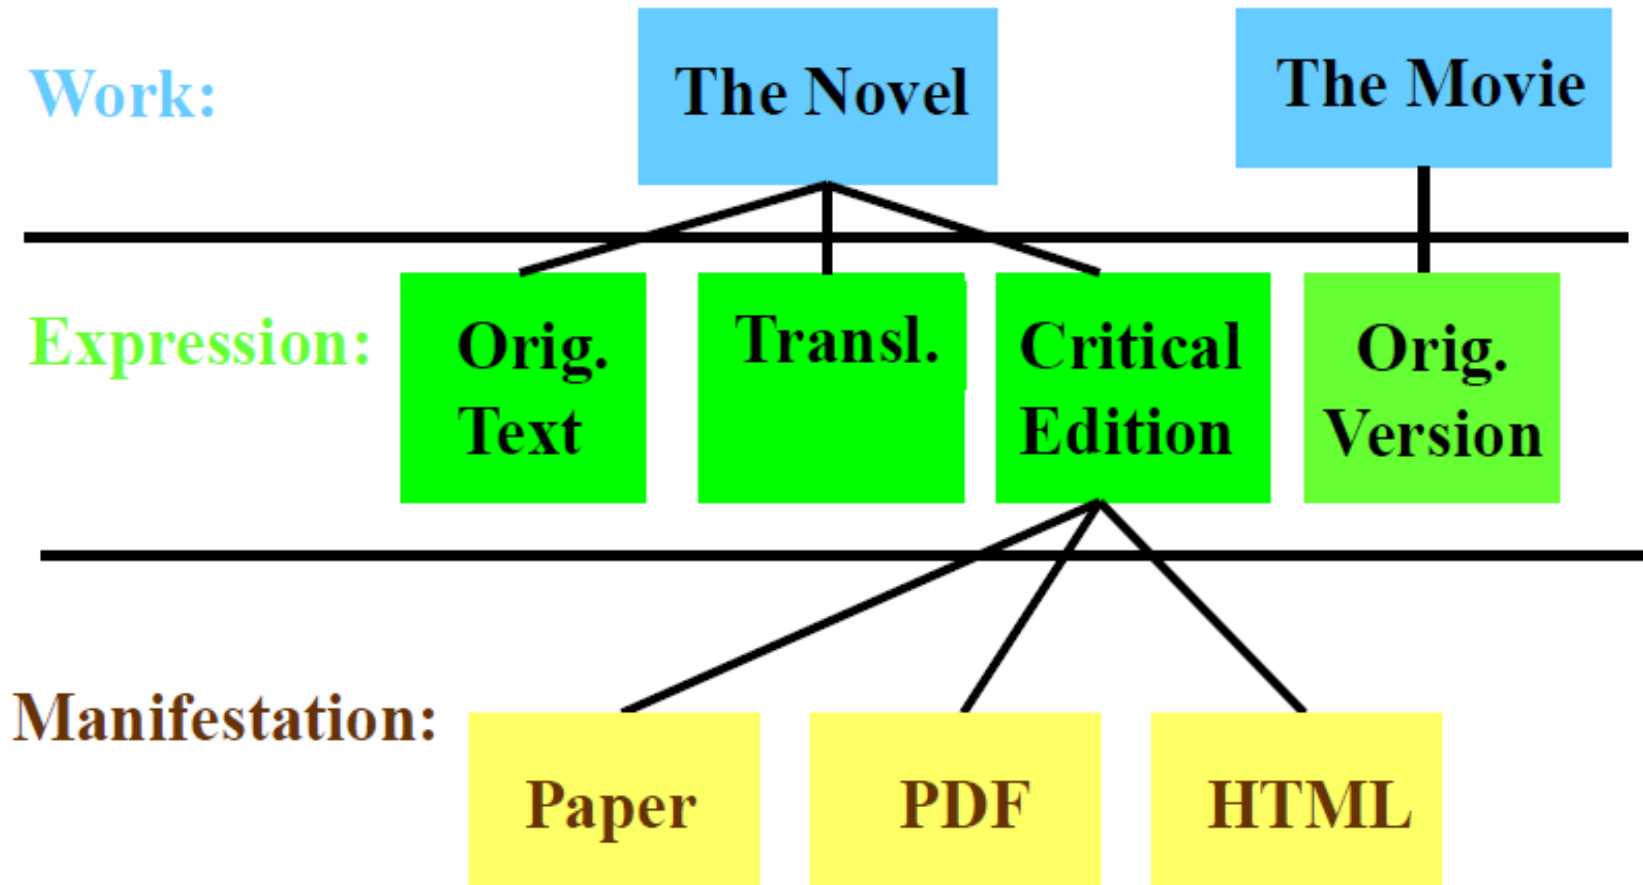 Work:
The Novel
The Movie
Expression:
Orig.
Text
Transl.
Critical
Edition
Orig.
Version
Manifestation:
Paper
PDF
HTML